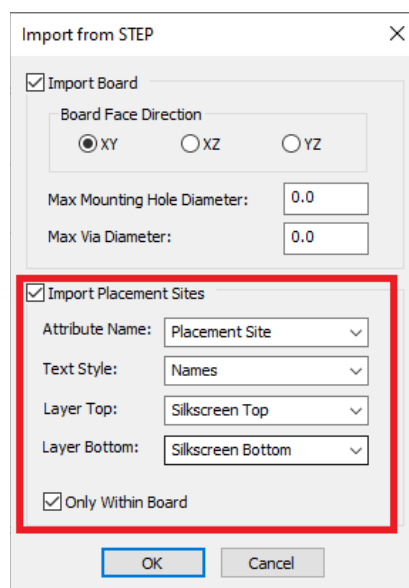 Import from STEP
Import Board
Board Face Direction
XY XZ YZ
Max Mounting Hole Diameter: 0.0
Max Via Diameter: 0.0
Import Placement Sites
Attribute Name: Placement Site
Text Style: Names
Layer Top: Silkscreen Top
Layer Bottom: Silkscreen Bottom
Only Within Board
OK Cancel